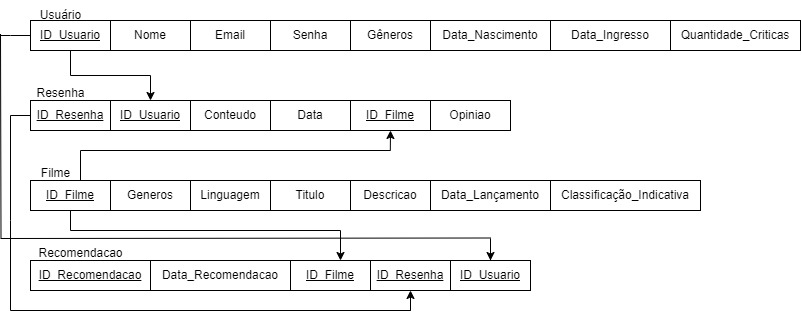 Usuário
ID_Usuario Nome Email Senha Gêneros Data_Nascimento Data_Ingresso Quantidade_Criticas
Resenha
ID_Resenha ID_Usuario Conteudo Data ID_Filme Opiniao
Filme
ID_Filme Generos Linguagem Titulo Descricao Data_Lançamento Classificação_Indicativa
Recomendacao
ID_Recomendacao Data_Recomendacao ID_Filme ID_Resenha ID_Usuario